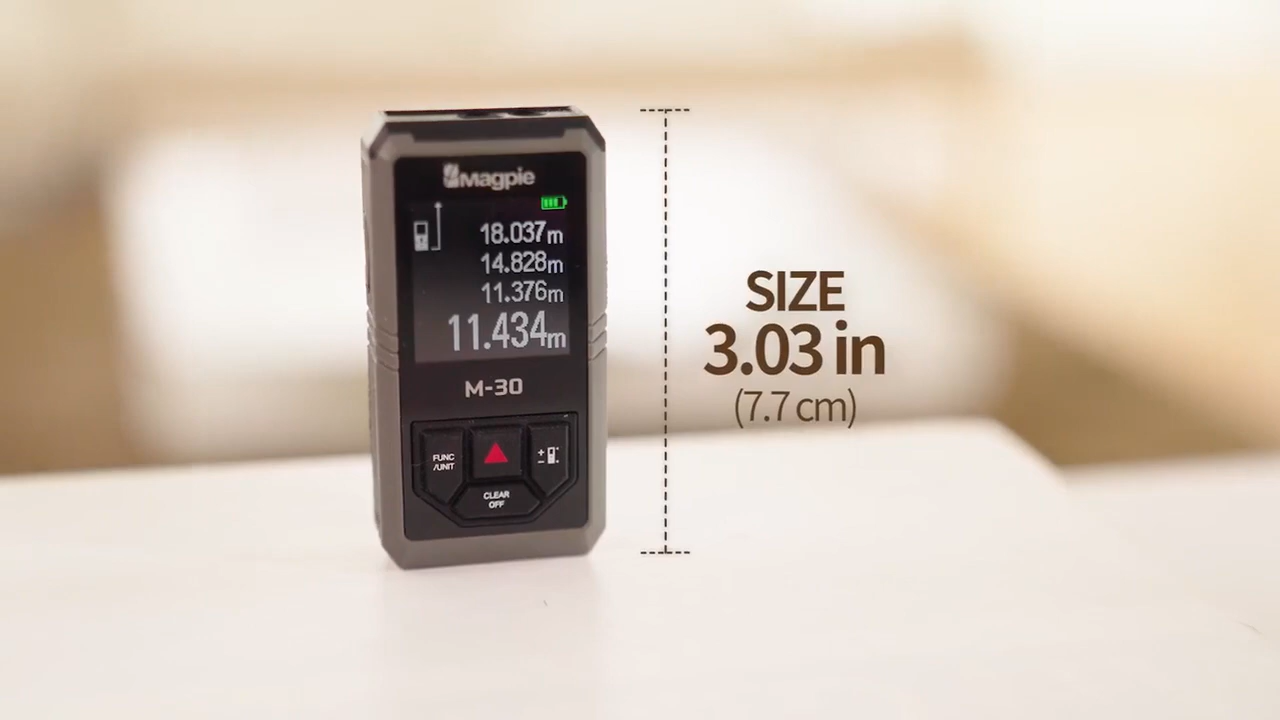 Magpie
18.037m
14.828m
11.376m
11.434m
M-30
FUNC
/UNIT
CLEAR
OFF
SIZE
3.03 in
(7.7 cm)